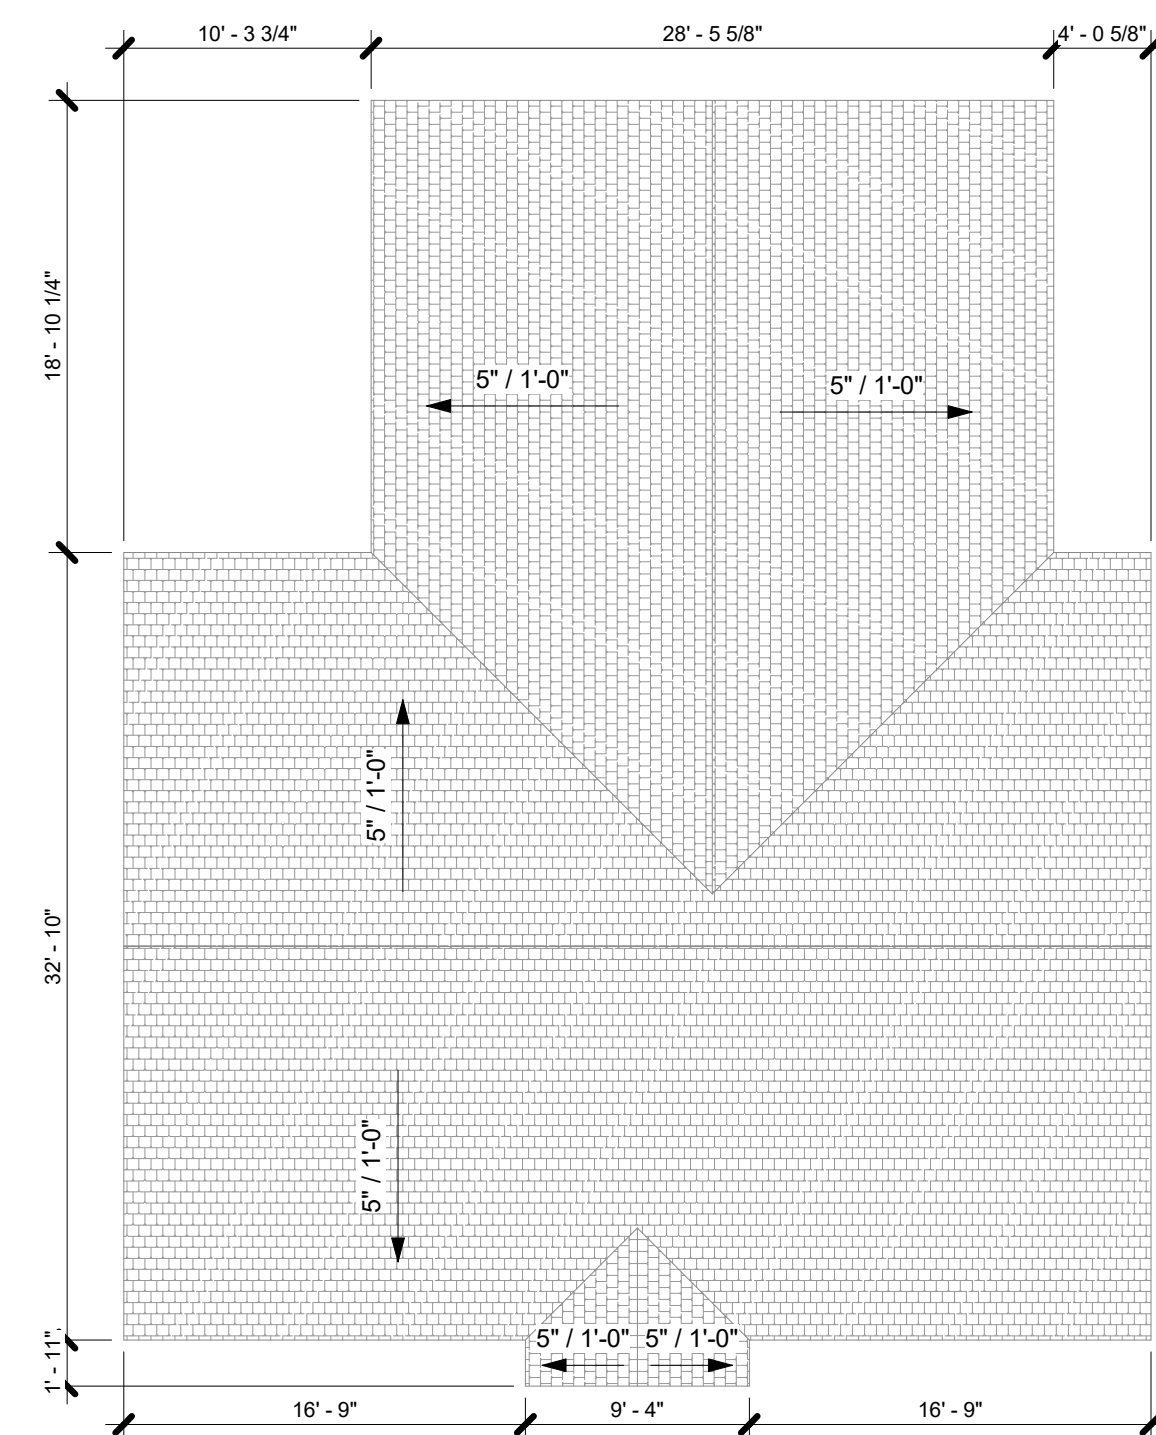 10' - 3 3/4"
28' - 5 5/8"
4' - 0 5/8"
18' - 10 1/4"
5" / 1'-0"
5" / 1'-0"
5" / 1'-0"
32' - 10"
5" / 1'-0"
5" / 1'-0"
5" / 1'-0"
1' - 11"
16' - 9"
9' - 4"
16' - 9"